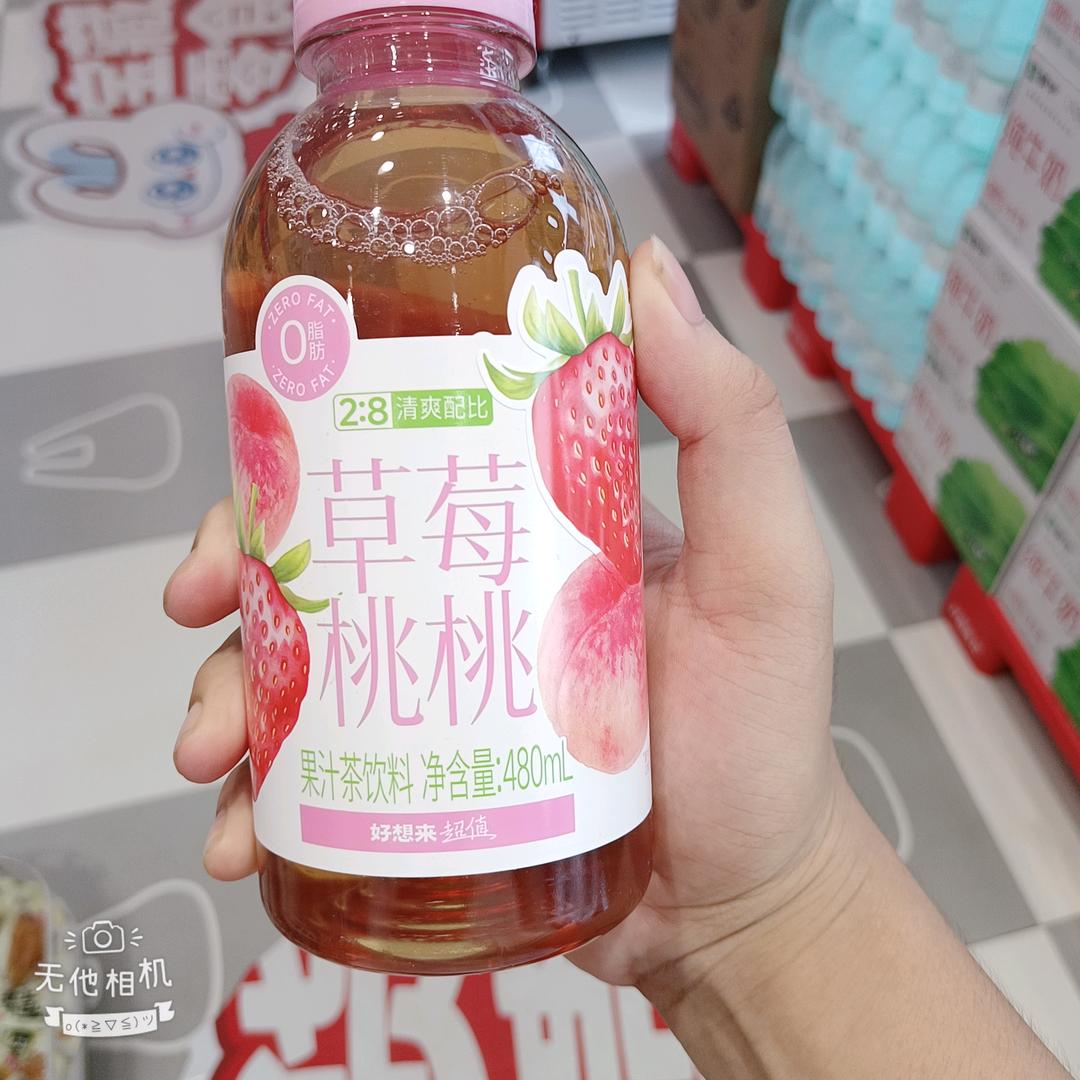 ZERO FAT
0脂肪
ZERO FAT
2:8 清爽配比
草莓
桃桃
果汁茶饮料 净含量:480mL
好想来 超值
无他相机
o(*≧▽≦)ツ